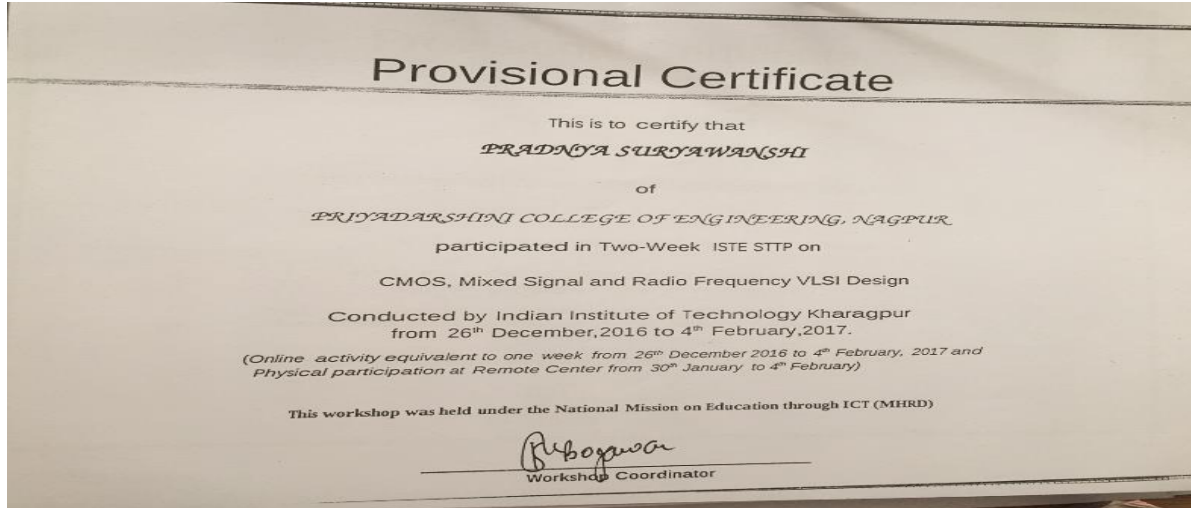 Provisional Certificate
This is to certify that
PRADNYA SURYAWANSHI
of
PRIYADARSHINI COLLEGE OF ENGINEERING, NAGPUR
participated in Two-Week ISTE STTP on
CMOS, Mixed Signal and Radio Frequency VLSI Design
Conducted by Indian Institute of Technology Kharagpur
from 26th December,2016 to 4th February,2017.
(Online activity equivalent to one week from 26th December 2016 to 4th February, 2017 and
Physical participation at Remote Center from 30th January to 4th February)
This workshop was held under the National Mission on Education through ICT (MHRD)
Workshop Coordinator